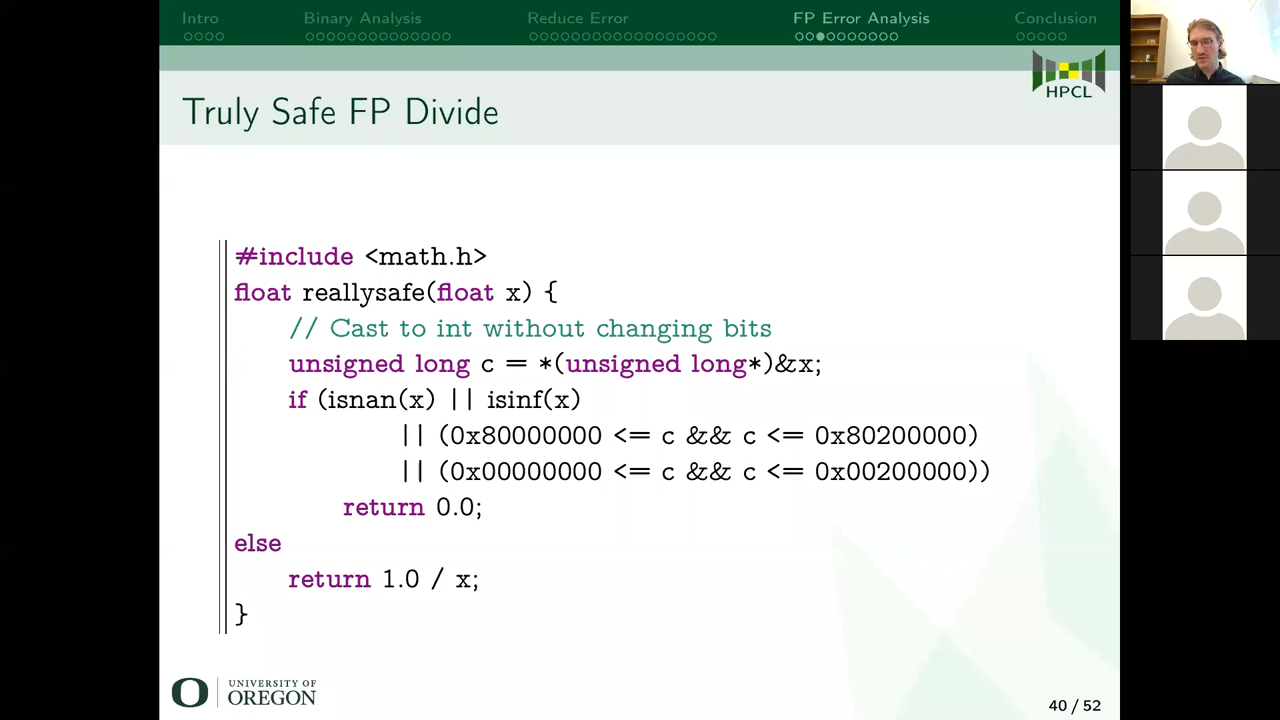 Intro Binary Analysis Reduce Error FP Error Analysis Conclusion
HPCL
Truly Safe FP Divide
#include <math.h>
float reallysafe(float x) {
// Cast to int without changing bits
unsigned long c = *(unsigned long*)&x;
if (isnan(x) || isinf(x)
|| (0x80000000 <= c && c <= 0x80200000)
|| (0x00000000 <= c && c <= 0x00200000))
return 0.0;
else
return 1.0 / x;
}
UNIVERSITY OF
OREGON
40 / 52